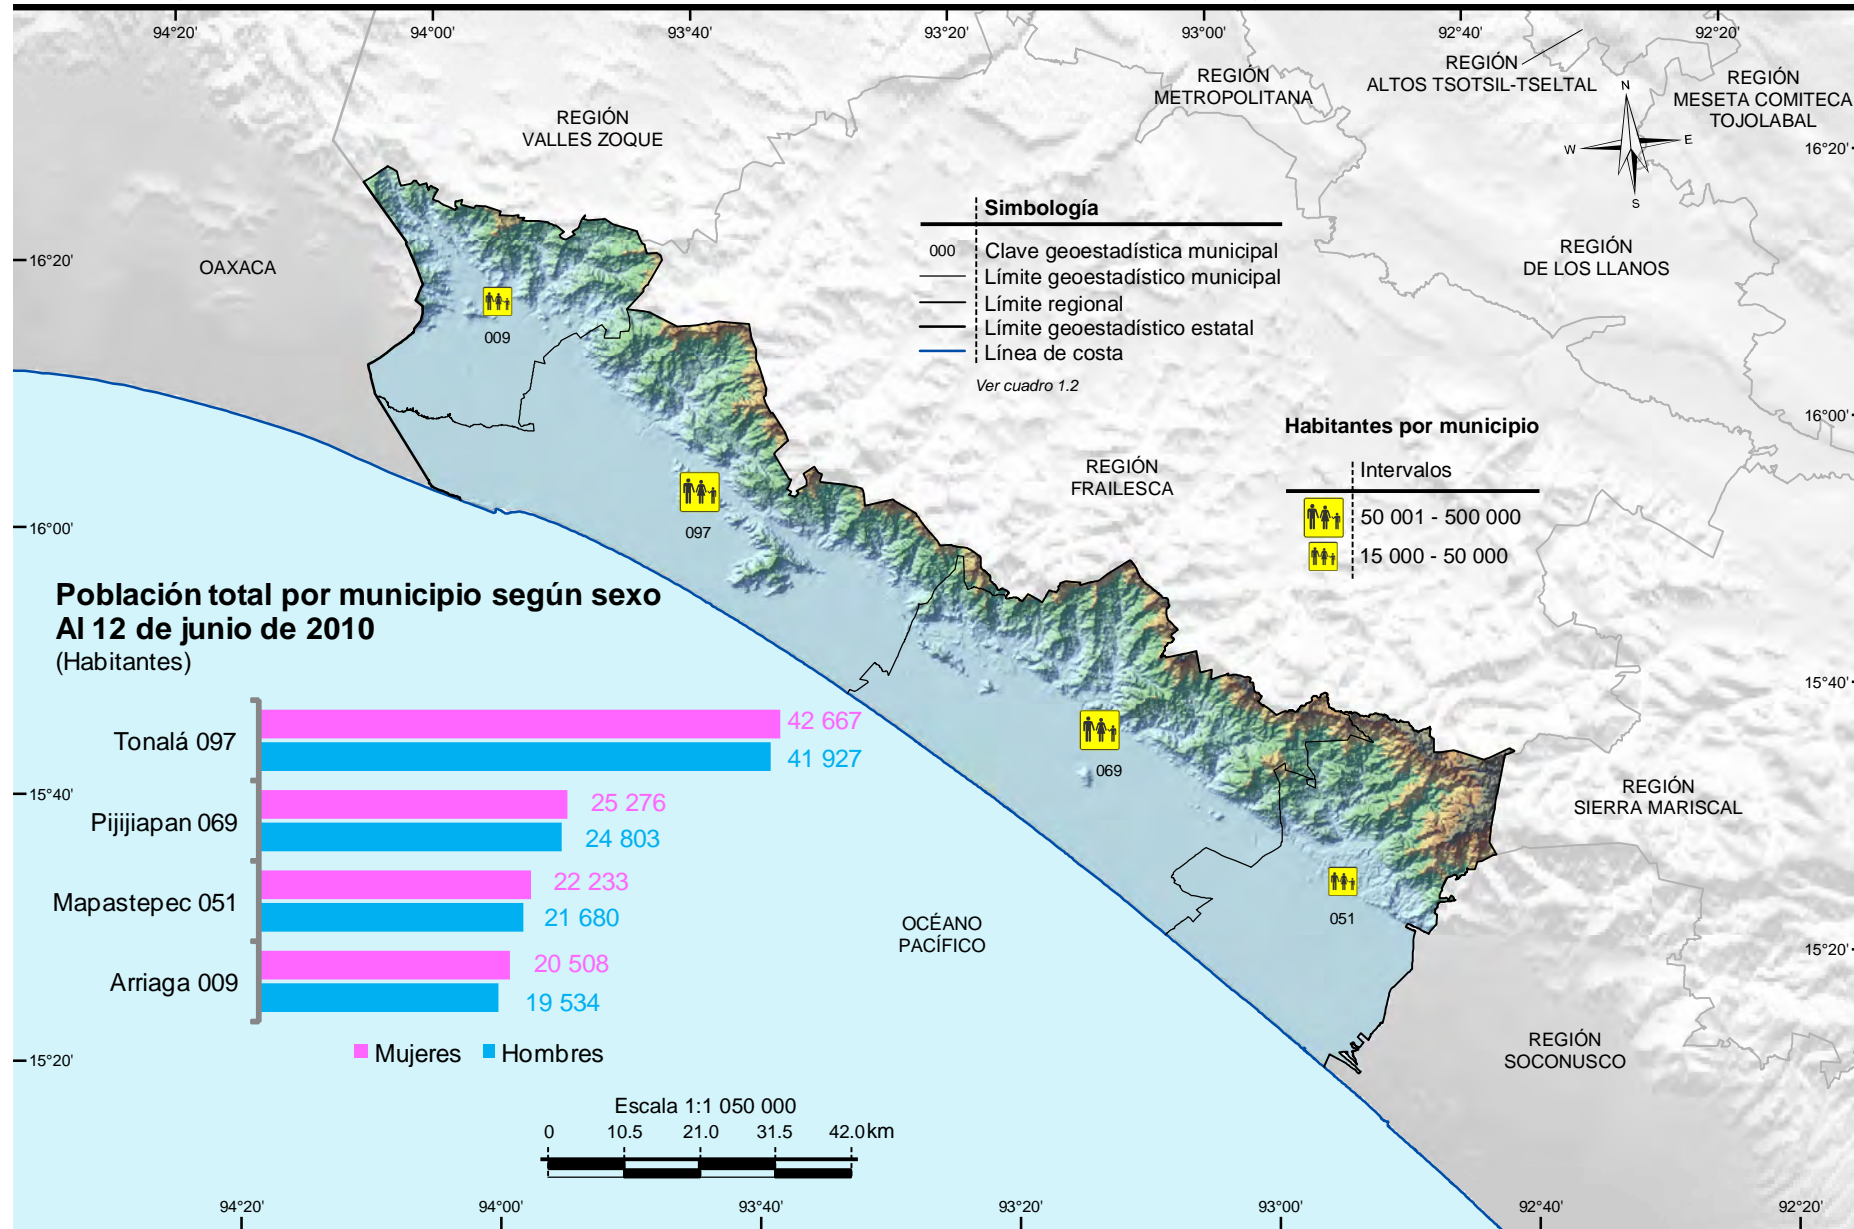 94°20'
94°00'
93°40'
93°20'
93°00'
92°40'
92°20'
REGIÓN
ALTOS TSOTSIL-TSELTAL
REGIÓN
METROPOLITANA
REGIÓN
MESETA COMITECA
TOJOLABAL
REGIÓN
VALLES ZOQUE
N
W
E
S
16°20'
16°20'
OAXACA
REGIÓN
DE LOS LLANOS
Simbología
000 Clave geoestadística municipal
Límite geoestadístico municipal
Límite regional
Límite geoestadístico estatal
Línea de costa
Ver cuadro 1.2
009
16°00'
Habitantes por municipio
Intervalos
50 001 - 500 000
15 000 - 50 000
REGIÓN
FRAILESCA
097
16°00'
Población total por municipio según sexo
Al 12 de junio de 2010
(Habitantes)
Tonalá 097
42 667
41 927
Pijijiapan 069
25 276
24 803
Mapastepec 051
22 233
21 680
Arriaga 009
20 508
19 534
Mujeres Hombres
15°40'
15°40'
069
REGIÓN
SIERRA MARISCAL
051
OCÉANO
PACÍFICO
15°20'
15°20'
REGIÓN
SOCONUSCO
Escala 1:1 050 000
0 10.5 21.0 31.5 42.0 km
94°20'
94°00'
93°40'
93°20'
93°00'
92°40'
92°20'